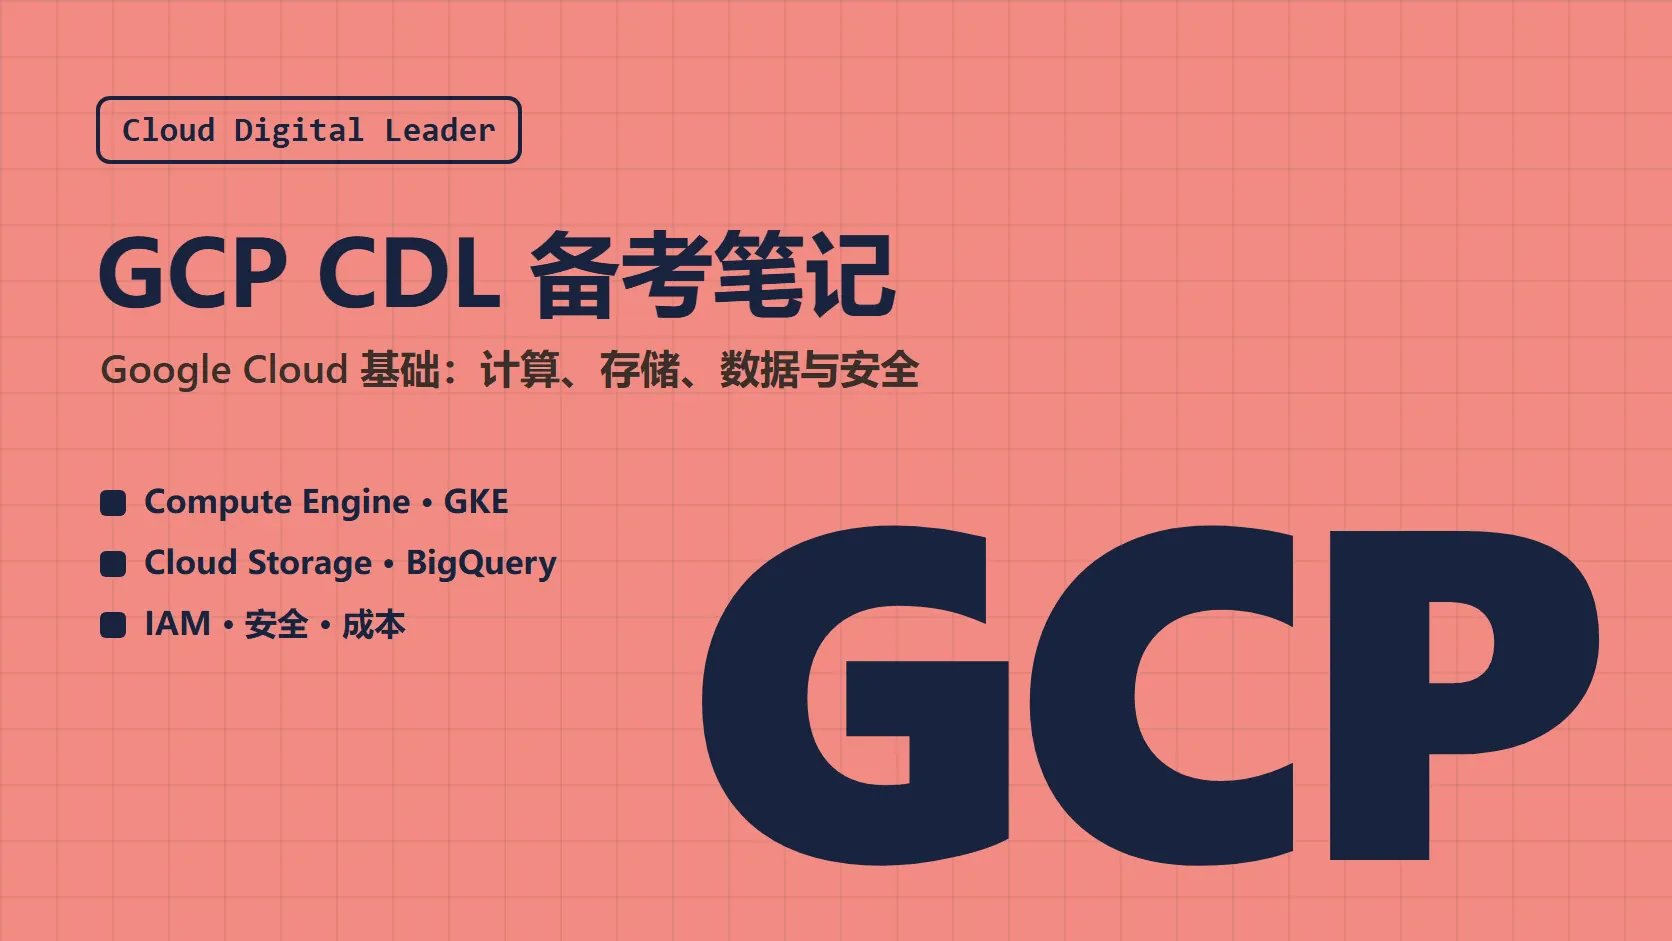 Cloud Digital Leader
GCP CDL 备考笔记
Google Cloud 基础：计算、存储、数据与安全
Compute Engine • GKE
Cloud Storage • BigQuery
IAM • 安全 • 成本
GCP